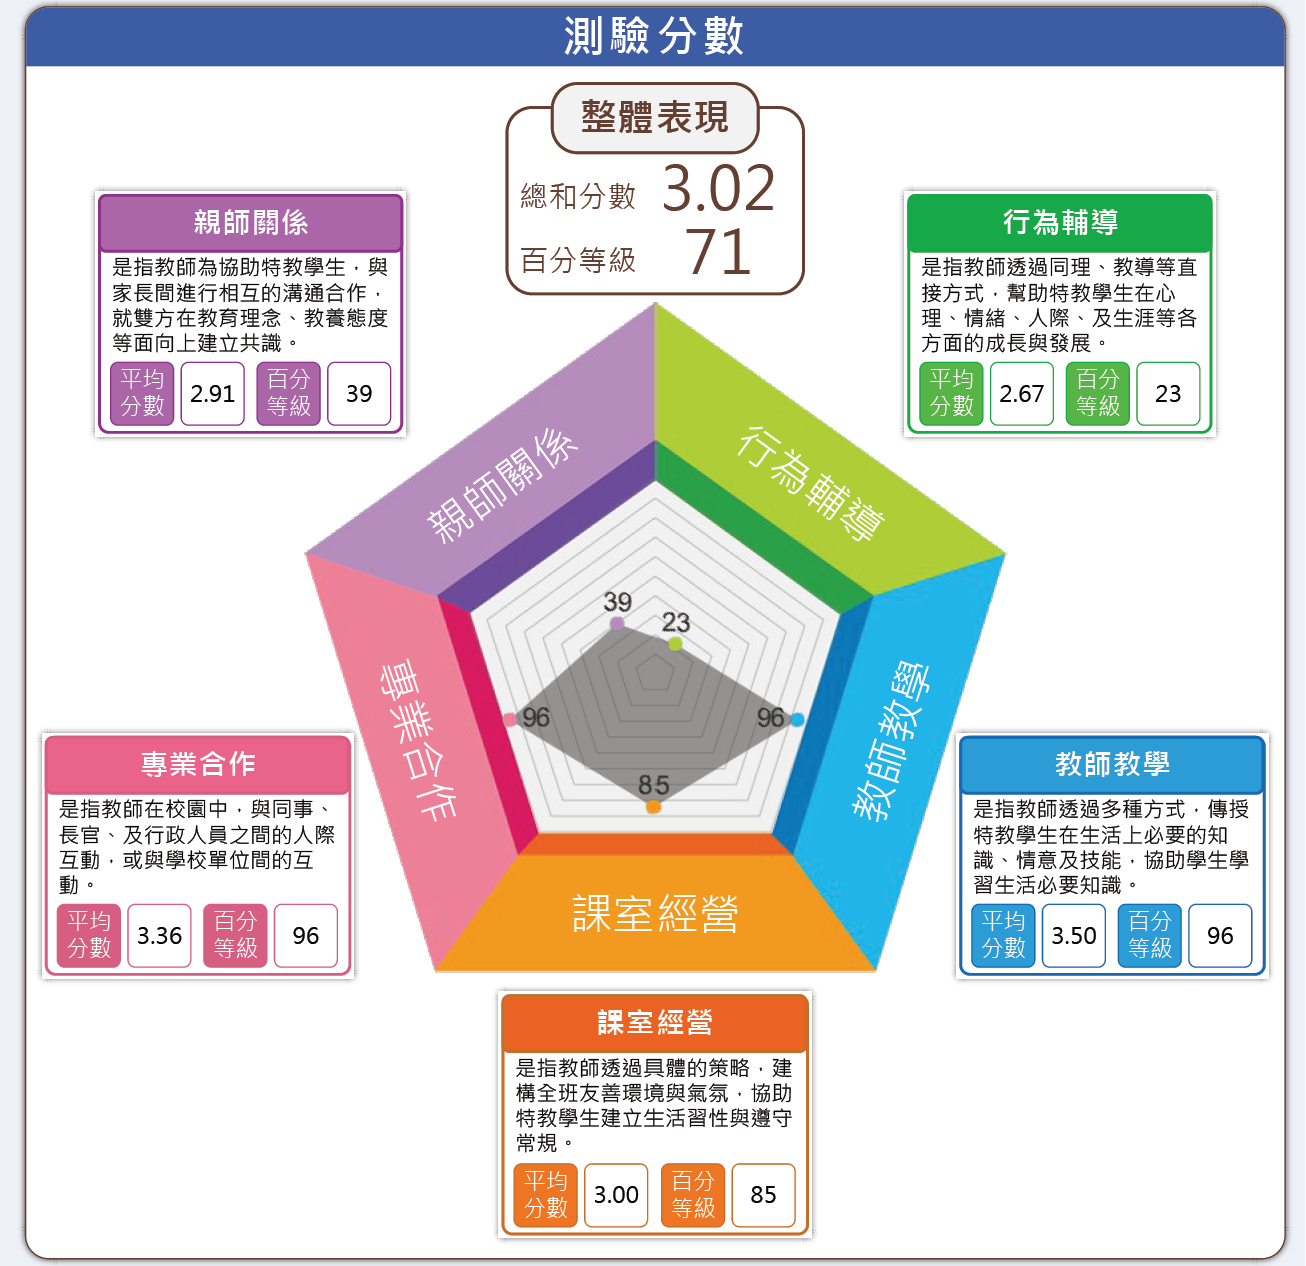 測驗分數
整體表現
總和分數 3.02
百分等級 71
親師關係
是指教師為協助特教學生，與
家長間進行相互的溝通合作，
就雙方在教育理念、教養態度
等面向上建立共識。
平均
分數
2.91
百分
等級
39
行為輔導
是指教師透過同理、教導等直
接方式，幫助特教學生在心
理、情緒、人際、及生涯等各
方面的成長與發展。
平均
分數
2.67
百分
等級
23
親師關係
行為輔導
39
23
專業合作
96
96
教師教學
85
課室經營
專業合作
是指教師在校園中，與同事、
長官、及行政人員之間的人際
互動，或與學校單位間的互
動。
平均
分數
3.36
百分
等級
96
教師教學
是指教師透過多種方式，傳授
特教學生在生活上必要的知
識、情意及技能，協助學生學
習生活必要知識。
平均
分數
3.50
百分
等級
96
課室經營
是指教師透過具體的策略，建
構全班友善環境與氣氛，協助
特教學生建立生活習性與遵守
常規。
平均
分數
3.00
百分
等級
85